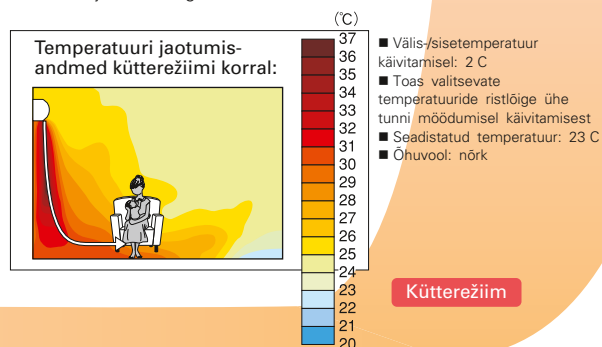 Temperatuuri jaotumis-
andmed kütterežiimi korral:
(°C)
37
36
35
34
33
32
31
30
29
28
27
26
25
24
23
22
21
20
■ Välis-/sisetemperatuur
käivitamisel: 2 C
■ Toas valitsevate
temperatuuride ristlõige ühe
tunni möödumisel käivitamisest
■ Seadistatud temperatuur: 23 C
■ Õhuvool: nõrk
Kütterežiim